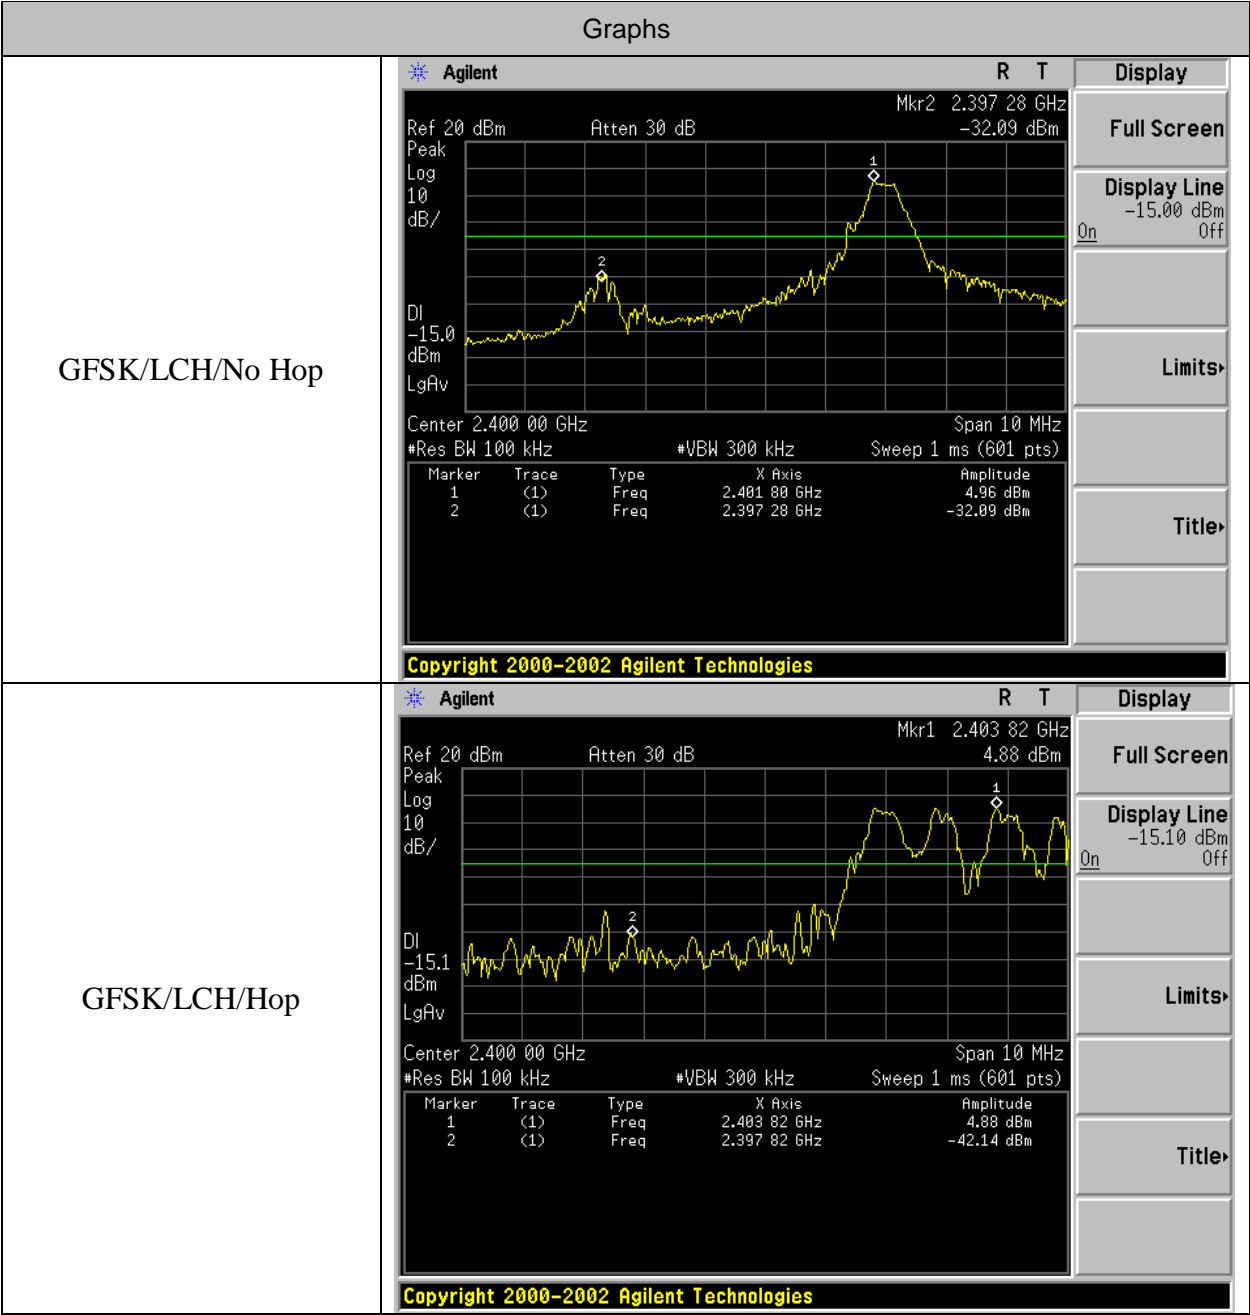 Graphs
GFSK/LCH/No Hop
Agilent R T Display
Mkr2 2.397 28 GHz
Ref 20 dBm Atten 30 dB -32.09 dBm
Full Screen
Peak
Log
10
dB/
1
2
Display Line
-15.00 dBm
On Off
DI
-15.0
dBm
LgAv
Limits
Center 2.400 00 GHz Span 10 MHz
#Res BW 100 kHz #VBW 300 kHz Sweep 1 ms (601 pts)
Marker Trace Type X Axis Amplitude
1 (1) Freq 2.401 80 GHz 4.96 dBm
2 (1) Freq 2.397 28 GHz -32.09 dBm
Title
Copyright 2000-2002 Agilent Technologies
GFSK/LCH/Hop
Agilent R T Display
Mkr1 2.403 82 GHz
Ref 20 dBm Atten 30 dB 4.88 dBm
Full Screen
Peak
Log
10
dB/
1
2
Display Line
-15.10 dBm
On Off
DI
-15.1
dBm
LgAv
Limits
Center 2.400 00 GHz Span 10 MHz
#Res BW 100 kHz #VBW 300 kHz Sweep 1 ms (601 pts)
Marker Trace Type X Axis Amplitude
1 (1) Freq 2.403 82 GHz 4.88 dBm
2 (1) Freq 2.397 82 GHz -42.14 dBm
Title
Copyright 2000-2002 Agilent Technologies